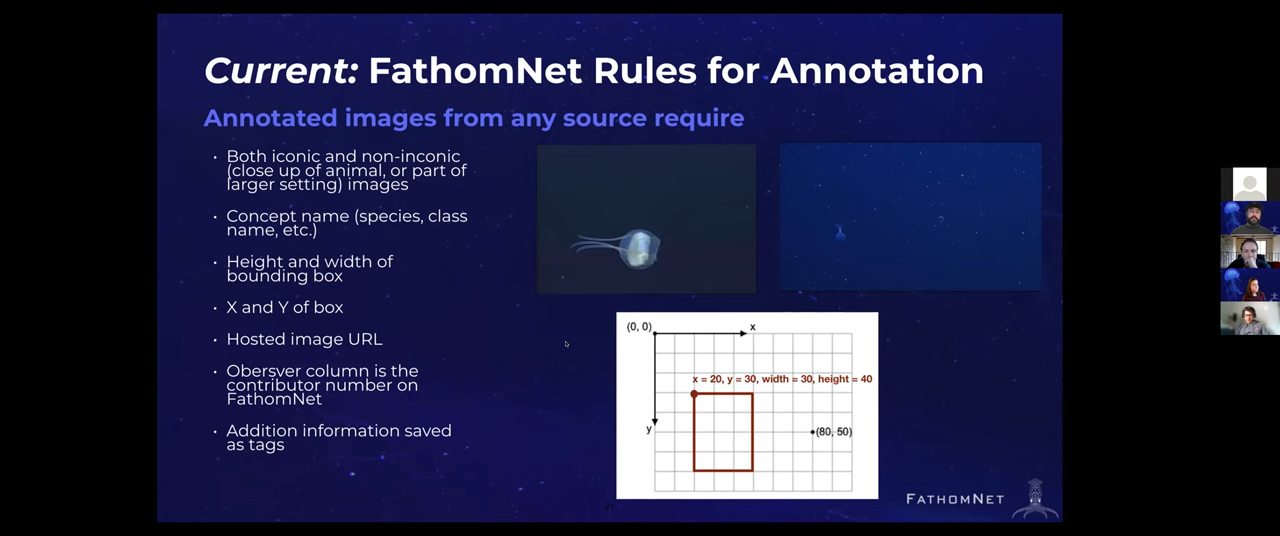 Current: FathomNet Rules for Annotation
Annotated images from any source require
• Both iconic and non-inconic
(close up of animal, or part of
larger setting) images
• Concept name (species, class
name, etc.)
• Height and width of
bounding box
• X and Y of box
• Hosted image URL
• Obersver column is the
contributor number on
FathomNet
• Addition information saved
as tags
(0, 0)
x
x = 20, y = 30, width = 30, height = 40
y
(80, 50)
FATHOMNET
21